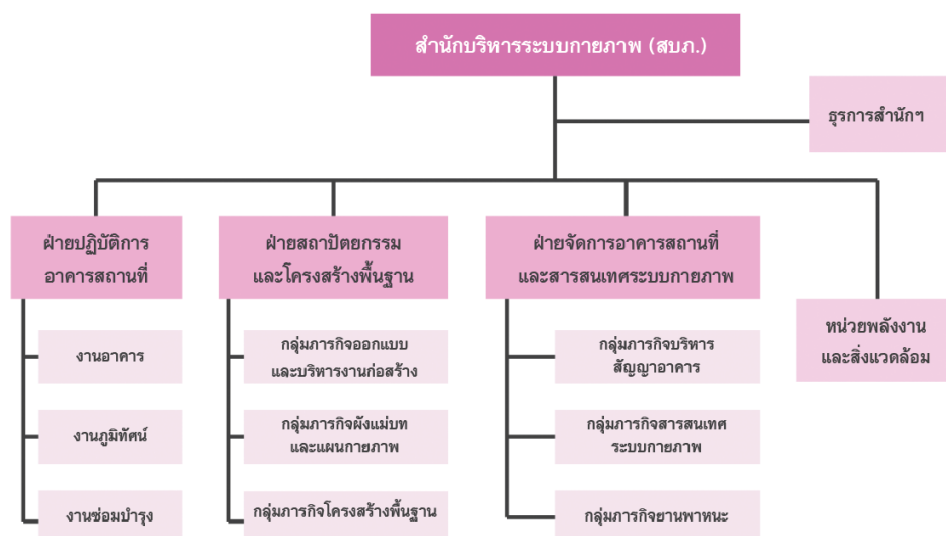 สำนักบริหารระบบกายภาพ (สบภ.)
ธุรการสำนักฯ
ฝ่ายปฏิบัติการ
อาคารสถานที่
งานอาคาร
งานภูมิทัศน์
งานซ่อมบำรุง
ฝ่ายสถาปัตยกรรม
และโครงสร้างพื้นฐาน
กลุ่มภารกิจออกแบบ
และบริหารงานก่อสร้าง
กลุ่มภารกิจผังแม่บท
และแผนกายภาพ
กลุ่มภารกิจโครงสร้างพื้นฐาน
ฝ่ายจัดการอาคารสถานที่
และสารสนเทศระบบกายภาพ
กลุ่มภารกิจบริหาร
สัญญาอาคาร
กลุ่มภารกิจสารสนเทศ
ระบบกายภาพ
กลุ่มภารกิจยานพาหนะ
หน่วยพลังงาน
และสิ่งแวดล้อม